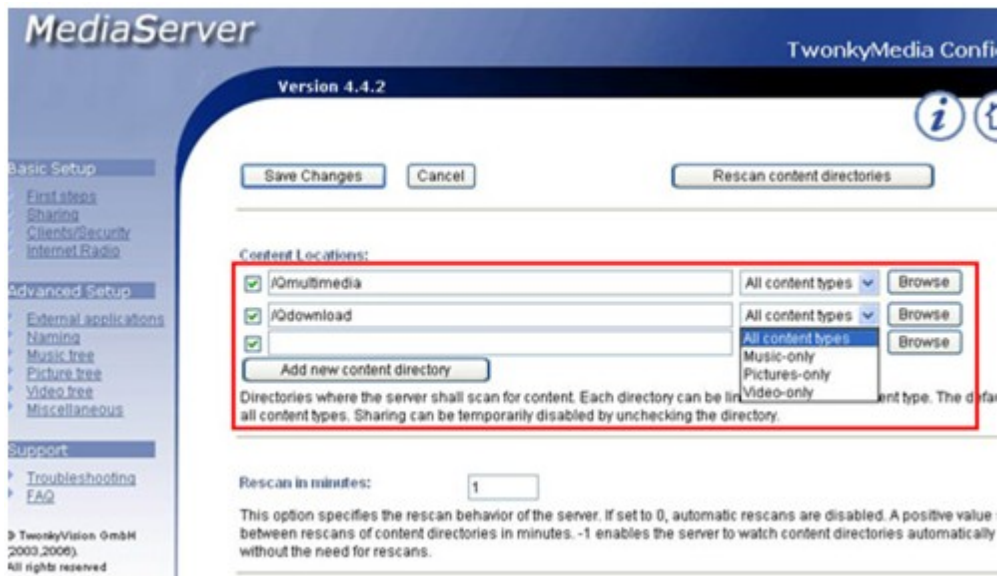 MediaServer
TwonkyMedia Confi
Version 4.4.2
Basic Setup
First steps
Sharing
Clients/Security
Internet Radio
Advanced Setup
External applications
Naming
Music tree
Picture tree
Video tree
Miscellaneous
Support
Troubleshooting
FAQ
© TwonkyVision GmbH
(2003,2006).
All rights reserved
Save Changes
Cancel
Rescan content directories
Content Locations:
/Qmultimedia All content types Browse
/Qdownload All content types Browse
Browse
All content types
Music-only
Pictures-only
Video-only
Add new content directory
Directories where the server shall scan for content. Each directory can be lin ent type. The defa
all content types. Sharing can be temporarily disabled by unchecking the directory.
Rescan in minutes: 1
This option specifies the rescan behavior of the server. If set to 0, automatic rescans are disabled. A positive value
between rescans of content directories in minutes. -1 enables the server to watch content directories automatically
without the need for rescans.